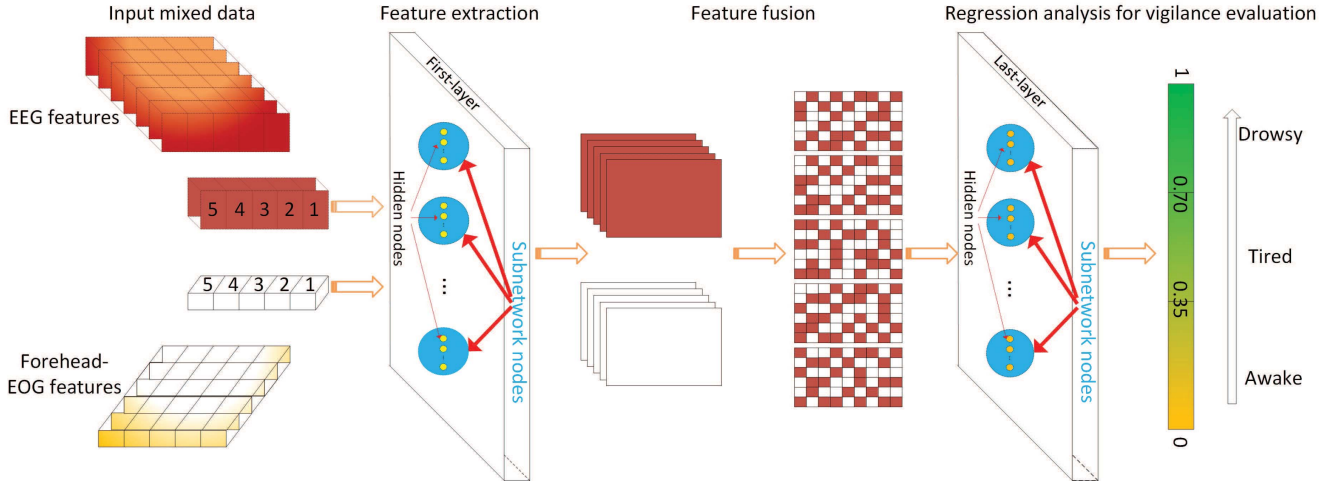 Input mixed data
Feature extraction
Feature fusion
Regression analysis for vigilance evaluation
EEG features
5 4 3 2 1
5 4 3 2 1
Forehead-
EOG features
First-layer
Hidden nodes
...
Subnetwork nodes
Last-layer
Hidden nodes
...
Subnetwork nodes
1
0.70
0.35
0
Drowsy
Tired
Awake